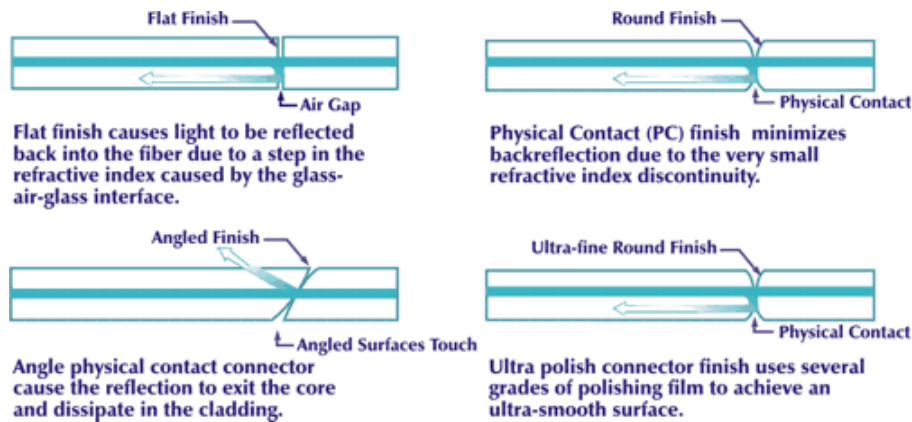 Flat Finish
Air Gap
Flat finish causes light to be reflected
back into the fiber due to a step in the
refractive index caused by the glass-
air-glass interface.
Round Finish
Physical Contact
Physical Contact (PC) finish minimizes
backreflection due to the very small
refractive index discontinuity.
Angled Finish
Angled Surfaces Touch
Angle physical contact connector
cause the reflection to exit the core
and dissipate in the cladding.
Ultra-fine Round Finish
Physical Contact
Ultra polish connector finish uses several
grades of polishing film to achieve an
ultra-smooth surface.